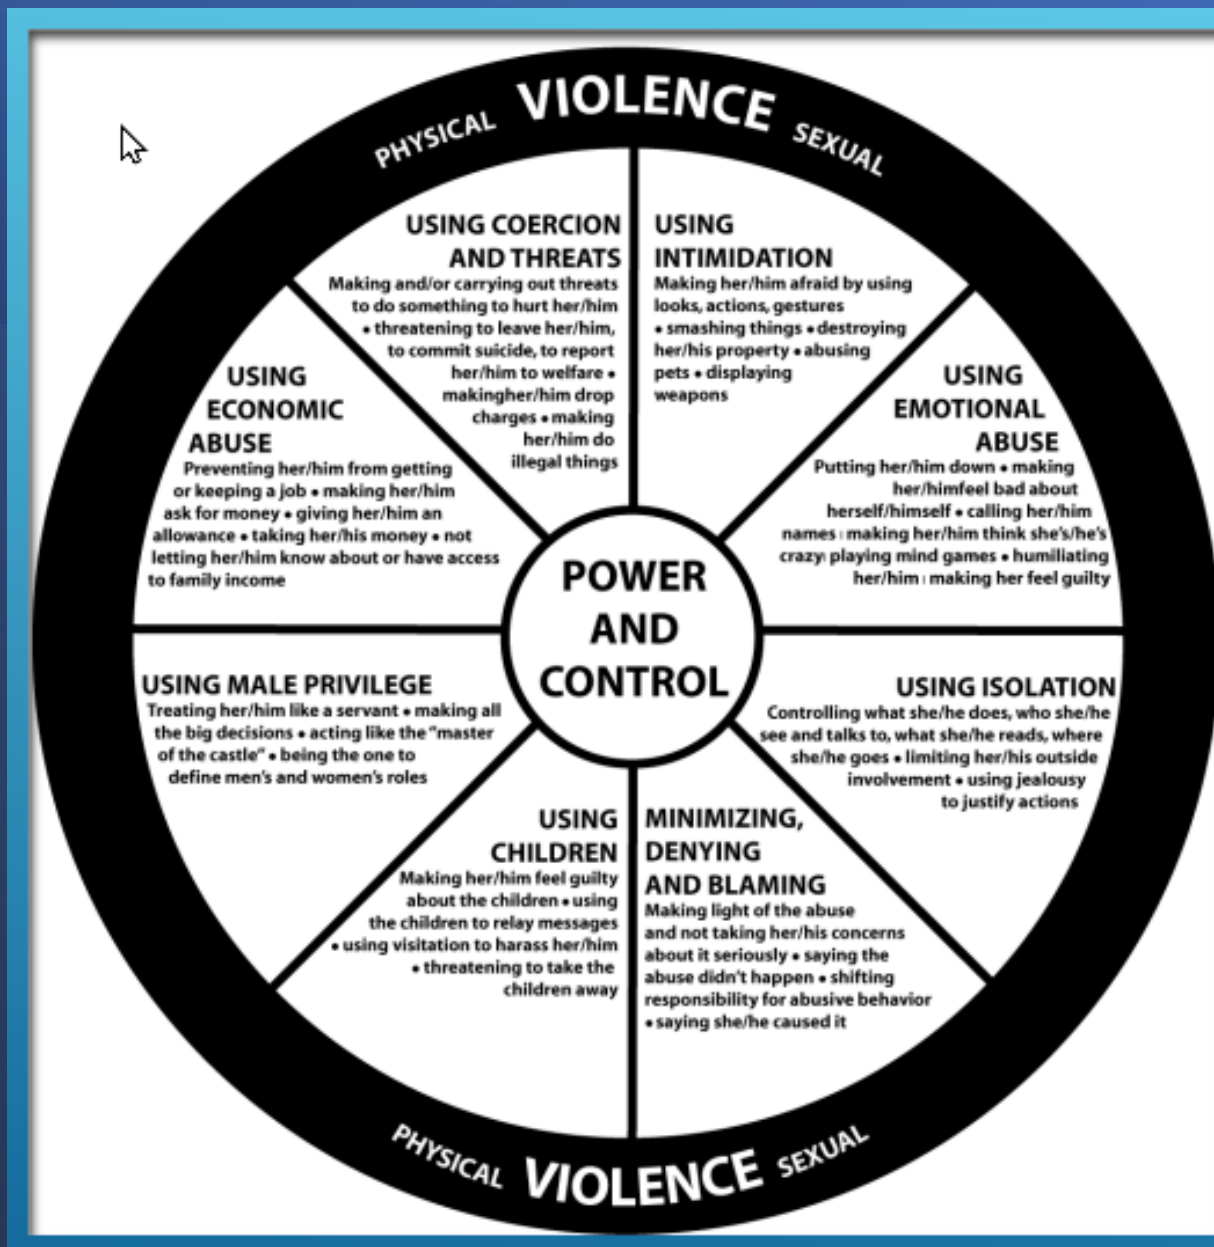 PHYSICAL VIOLENCE SEXUAL
USING COERCION
AND THREATS
Making and/or carrying out threats
to do something to hurt her/him
• threatening to leave her/him,
to commit suicide, to report
her/him to welfare •
makingher/him drop
charges • making
her/him do
illegal things
USING
INTIMIDATION
Making her/him afraid by using
looks, actions, gestures
• smashing things • destroying
her/his property • abusing
pets • displaying
weapons
USING
EMOTIONAL
ABUSE
Putting her/him down • making
her/himfeel bad about
herself/himself • calling her/him
names | making her/him think she's/he's
crazy| playing mind games • humiliating
her/him | making her feel guilty
USING ISOLATION
Controlling what she/he does, who she/he
see and talks to, what she/he reads, where
she/he goes • limiting her/his outside
involvement • using jealousy
to justify actions
MINIMIZING,
DENYING
AND BLAMING
Making light of the abuse
and not taking her/his concerns
about it seriously • saying the
abuse didn't happen • shifting
responsibility for abusive behavior
• saying she/he caused it
USING
CHILDREN
Making her/him feel guilty
about the children • using
the children to relay messages
• using visitation to harass her/him
• threatening to take the
children away
USING MALE PRIVILEGE
Treating her/him like a servant • making all
the big decisions • acting like the "master
of the castle" • being the one to
define men's and women's roles
USING
ECONOMIC
ABUSE
Preventing her/him from getting
or keeping a job • making her/him
ask for money • giving her/him an
allowance • taking her/his money • not
letting her/him know about or have access
to family income
POWER
AND
CONTROL
PHYSICAL VIOLENCE SEXUAL